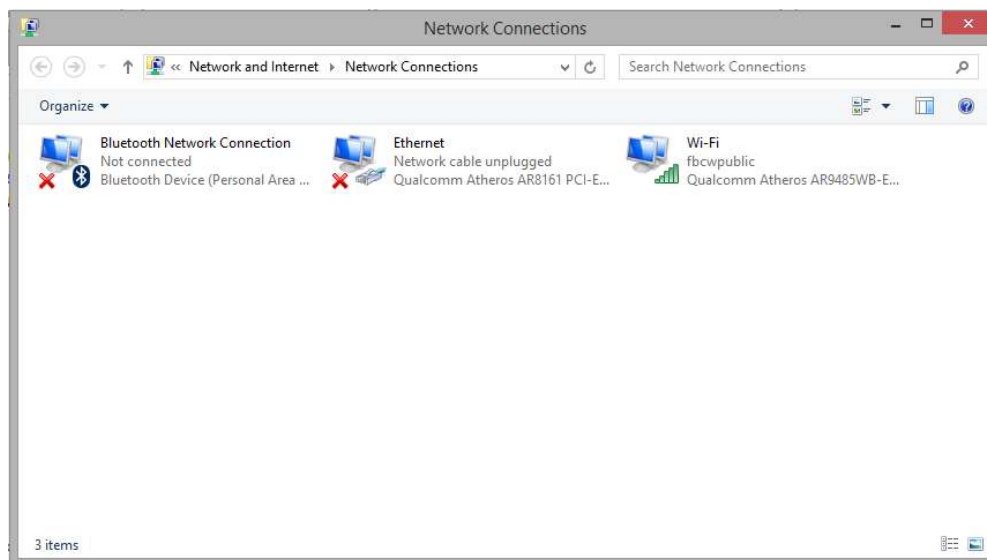 Network Connections
« Network and Internet Network Connections
Search Network Connections
Organize
Bluetooth Network Connection
Not connected
Bluetooth Device (Personal Area ...
Ethernet
Network cable unplugged
Qualcomm Atheros AR8161 PCI-E...
Wi-Fi
fbcwpublic
Qualcomm Atheros AR9485WB-E...
3 items